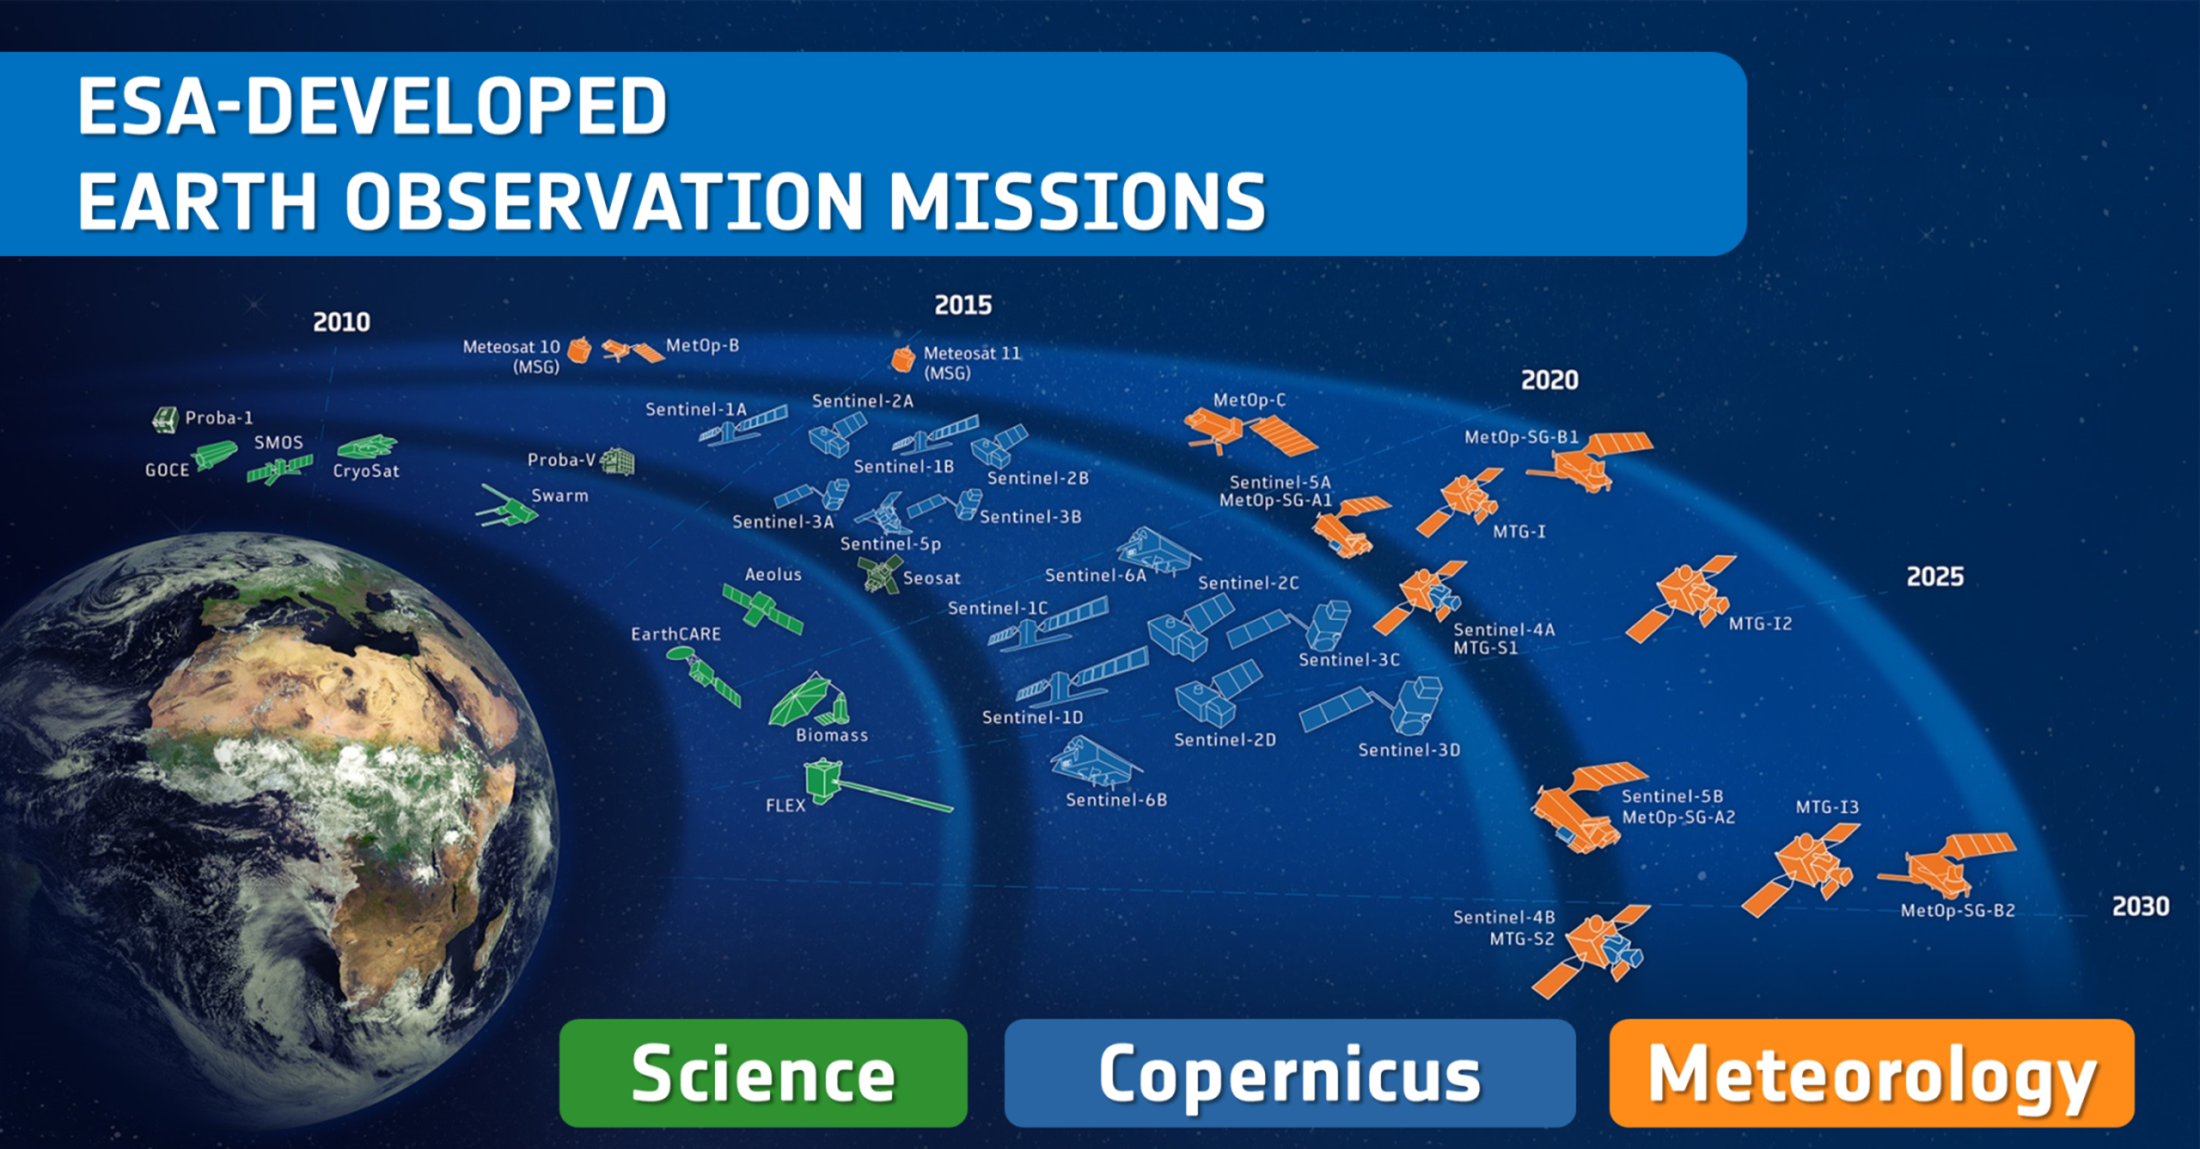 ESA-DEVELOPED
EARTH OBSERVATION MISSIONS
2010
2015
2020
2025
2030
Meteosat 10
(MSG)
MetOp-B
Meteosat 11
(MSG)
MetOp-C
MetOp-SG-B1
Proba-1
GOCE
SMOS
CryoSat
Swarm
Proba-V
Sentinel-1A
Sentinel-2A
Sentinel-1B
Sentinel-2B
Sentinel-3A
Sentinel-5p
Sentinel-3B
Seosat
Sentinel-5A
MetOp-SG-A1
MTG-I
Aeolus
EarthCARE
Biomass
FLEX
Sentinel-6A
Sentinel-2C
Sentinel-1C
Sentinel-3C
Sentinel-4A
MTG-S1
MTG-I2
Sentinel-1D
Sentinel-2D
Sentinel-3D
Sentinel-6B
Sentinel-5B
MetOp-SG-A2
MTG-I3
MetOp-SG-B2
Sentinel-4B
MTG-S2
Science
Copernicus
Meteorology